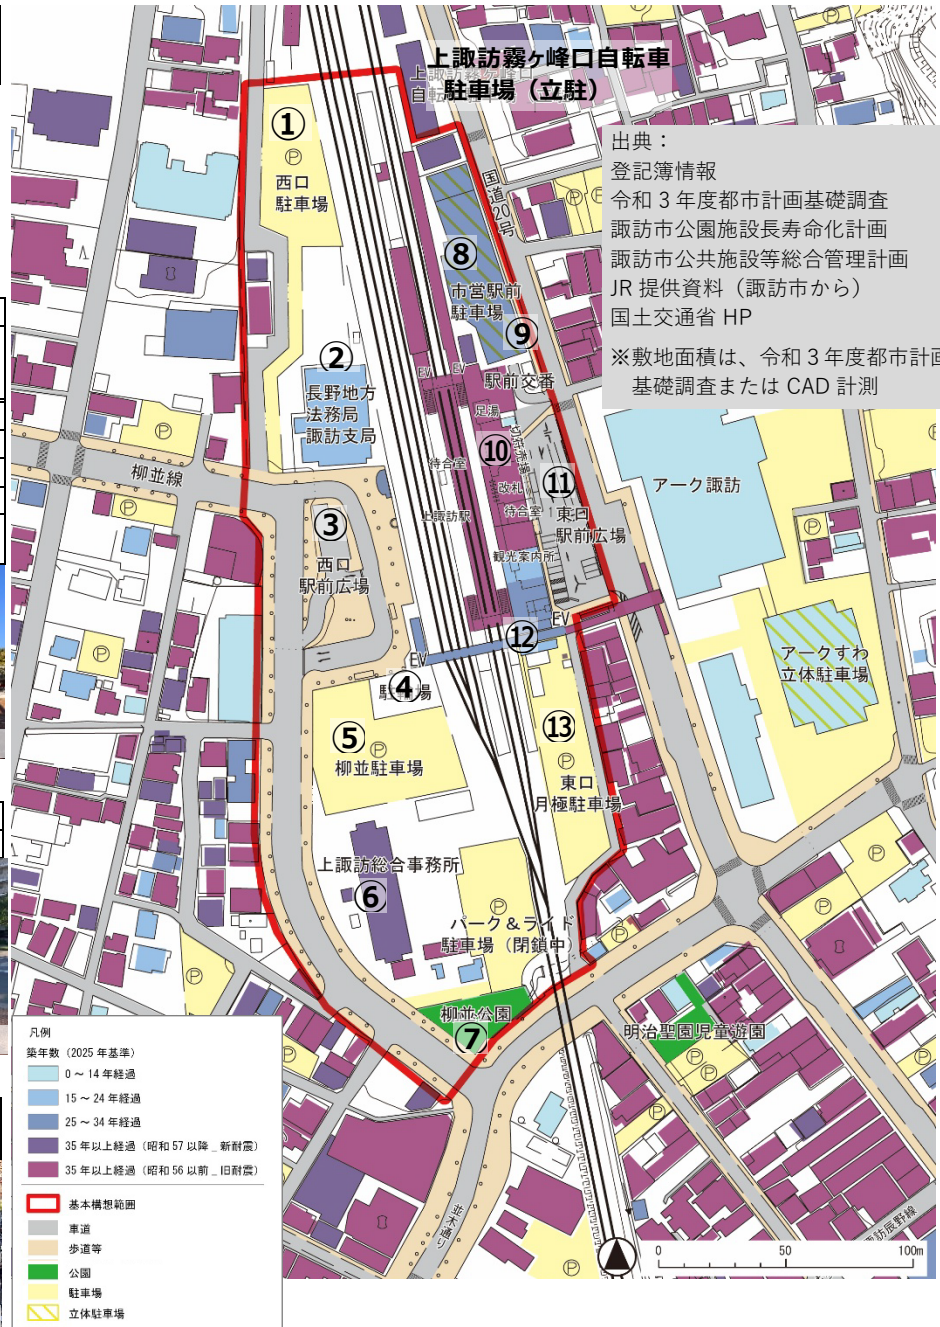 上諏訪霧ヶ峰口自転車
駐車場（立駐）
出典：
登記簿情報
令和３年度都市計画基礎調査
諏訪市公園施設長寿命化計画
諏訪市公共施設等総合管理計画
JR 提供資料（諏訪市から）
国土交通省 HP
※敷地面積は、令和３年度都市計画
基礎調査または CAD 計測
①
Ⓟ
西口
駐車場
国道20号
⑧
市営駅前
駐車場
⑨
駅前交番
②
長野地方
法務局
諏訪支局
EV
EV
足湯
⑩
改札
待合室
待合室
上諏訪駅
観光案内所
⑪
東口
駅前広場
アーク諏訪
Ⓟ
柳並線
Ⓟ
③
西口
駅前広場
EV
⑫
EV
④
⑤
Ⓟ
柳並駐車場
⑬
Ⓟ
東口
月極駐車場
アークすわ
立体駐車場
Ⓟ
上諏訪総合事務所
⑥
Ⓟ
パーク＆ライド
駐車場（閉鎖中）
Ⓟ
Ⓟ
Ⓟ
柳並公園
⑦
明治聖園児童遊園
Ⓟ
Ⓟ
並木通り
諏訪辰野線
Ⓟ
0 50 100m
凡例
築年数（2025 年基準）
0 ～ 14 年経過
15 ～ 24 年経過
25 ～ 34 年経過
35 年以上経過（昭和 57 以降 _ 新耐震）
35 年以上経過（昭和 56 以前 _ 旧耐震）
基本構想範囲
車道
歩道等
公園
駐車場
立体駐車場